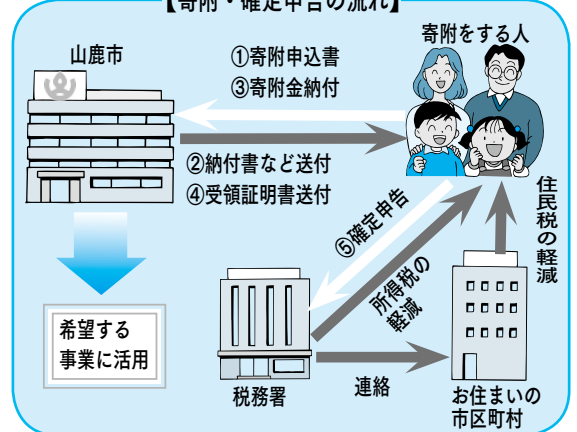 【寄附・確定申告の流れ】
山鹿市
寄附をする人
①寄附申込書
③寄附金納付
②納付書など送付
④受領証明書送付
⑤確定申告
所得税の
軽減
住民税の軽減
希望する
事業に活用
税務署
連絡
お住まいの
市区町村